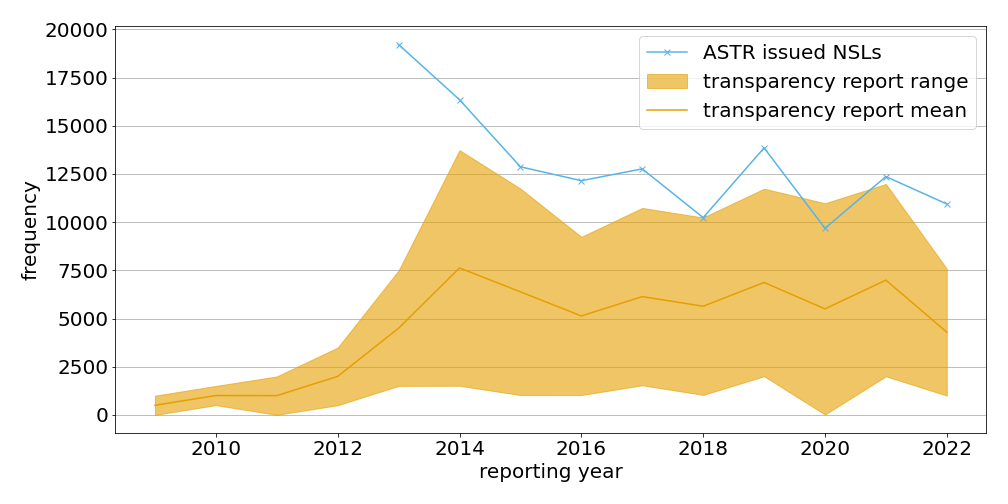 20000
17500
15000
12500
10000
7500
5000
2500
0
frequency
ASTR issued NSLs
transparency report range
transparency report mean
2010 2012 2014 2016 2018 2020 2022
reporting year